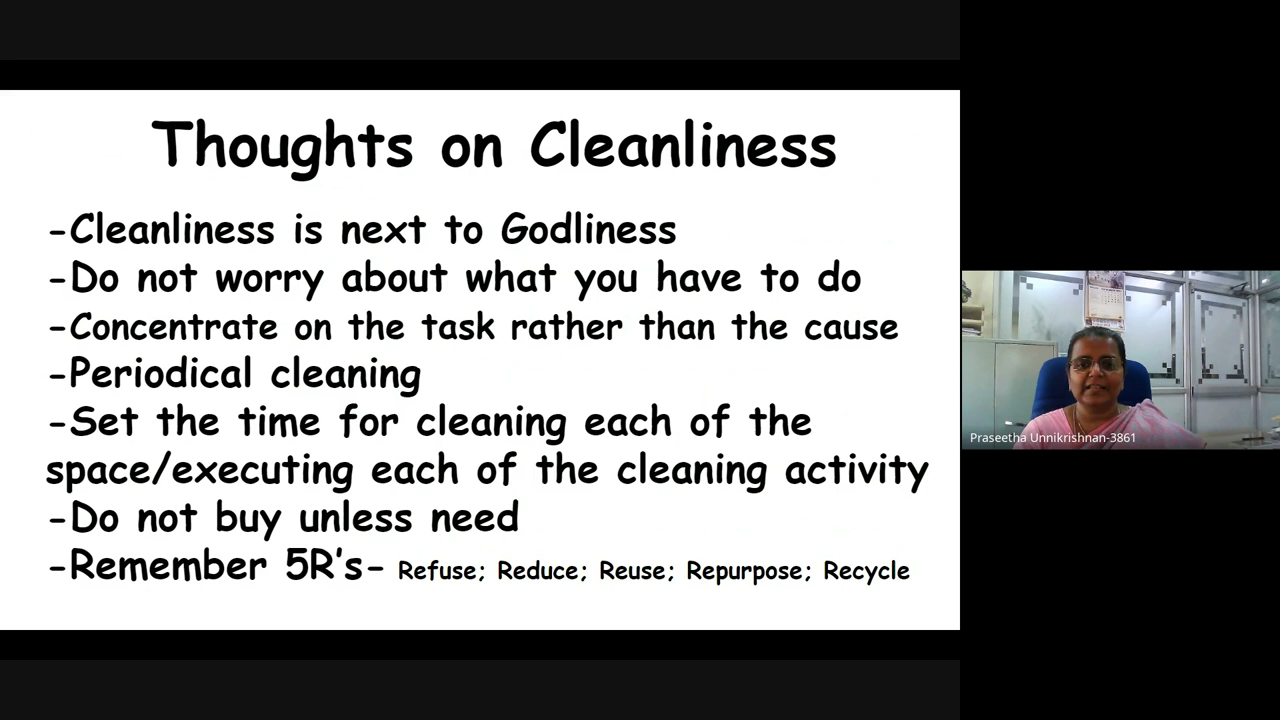 Thoughts on Cleanliness
-Cleanliness is next to Godliness
-Do not worry about what you have to do
-Concentrate on the task rather than the cause
-Periodical cleaning
-Set the time for cleaning each of the
space/executing each of the cleaning activity
-Do not buy unless need
-Remember 5R's- Refuse; Reduce; Reuse; Repurpose; Recycle
Praseetha Unnikrishnan-3861